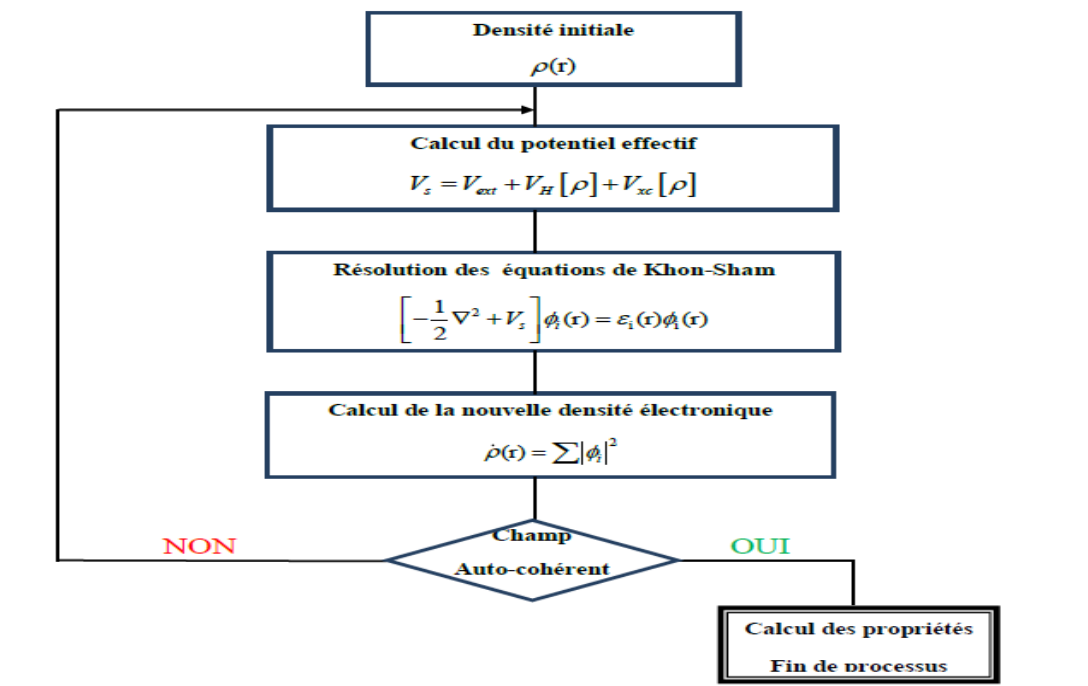 Densité initiale
ρ(r)
Calcul du potentiel effectif
V_s = V_ext + V_H [ρ] + V_xc [ρ]
Résolution des équations de Khon-Sham
[-1/2 ∇² + V_s] ϕ_i(r) = ε_i(r)ϕ_i(r)
Calcul de la nouvelle densité électronique
ρ̇(r) = ∑|ϕ_i|²
Champ
Auto-cohérent
NON
OUI
Calcul des propriétés
Fin de processus